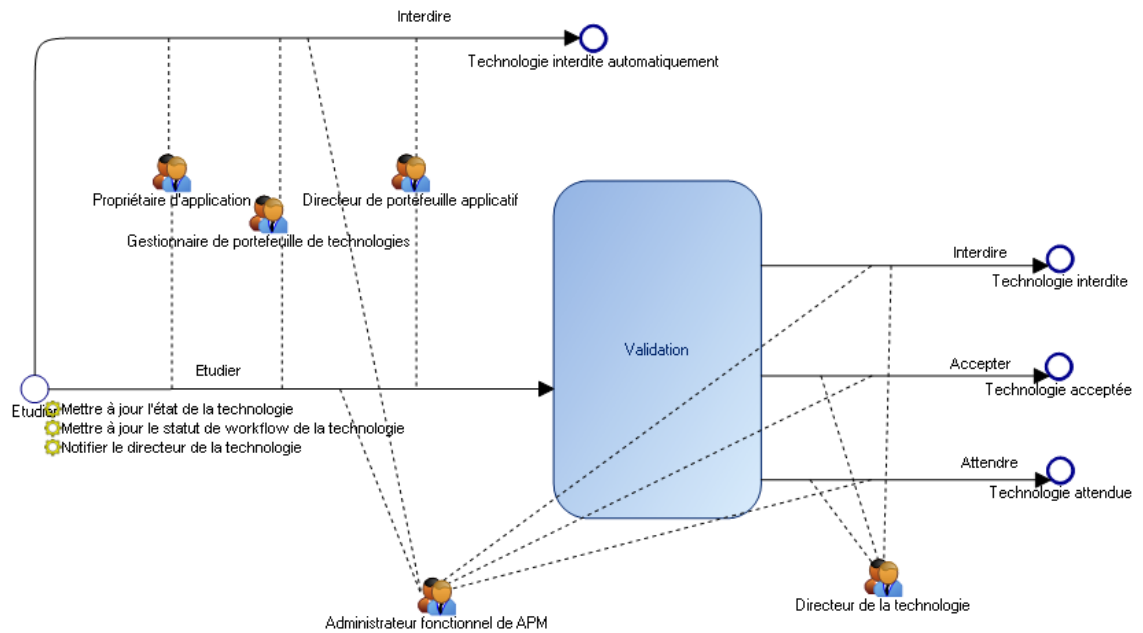 Interdire
Technologie interdite automatiquement
Propriétaire d'application
Directeur de portefeuille applicatif
Gestionnaire de portefeuille de technologies
Interdire
Technologie interdite
Validation
Etudier
Accepter
Technologie acceptée
Etudier
Mettre à jour l'état de la technologie
Mettre à jour le statut de workflow de la technologie
Notifier le directeur de la technologie
Attendre
Technologie attendue
Directeur de la technologie
Administrateur fonctionnel de APM